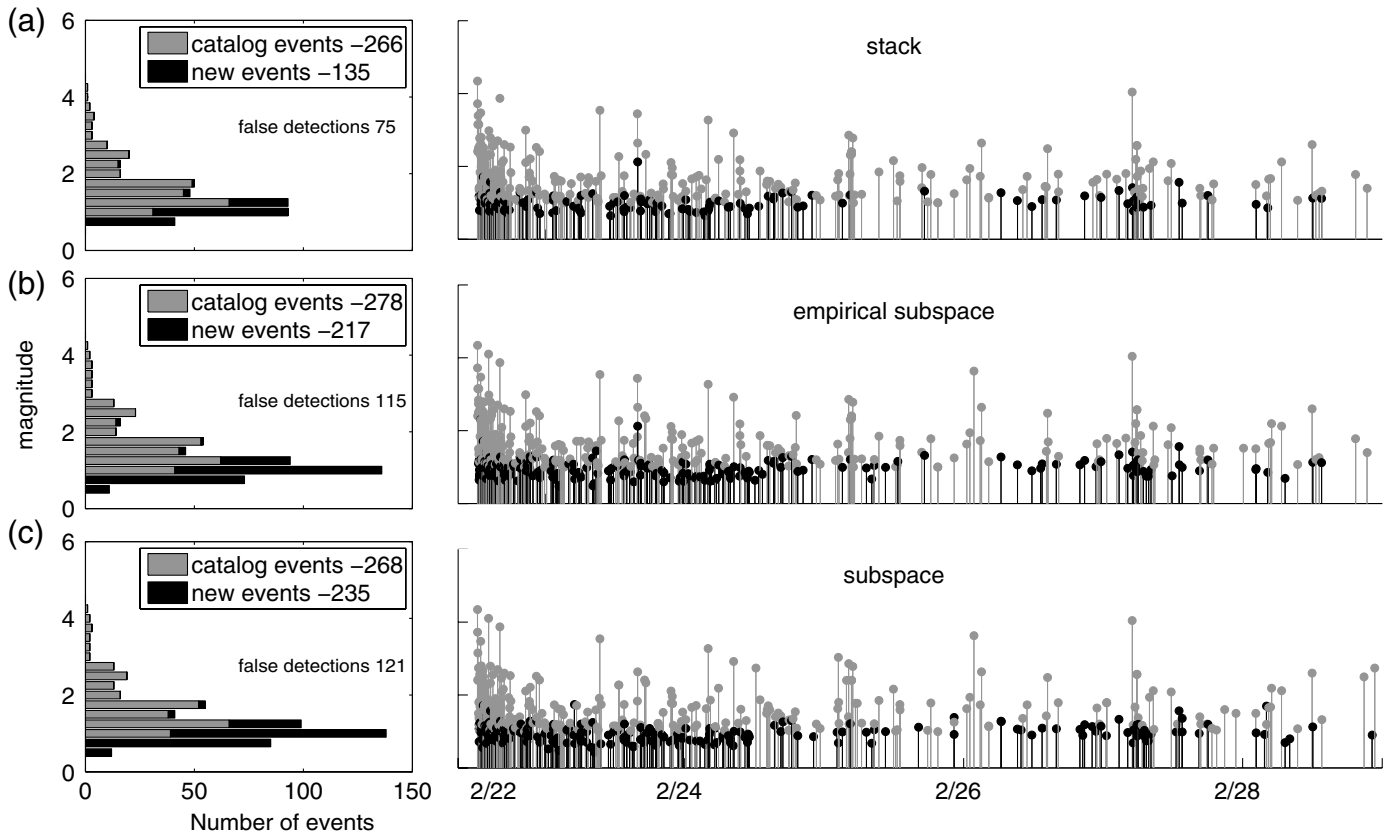 (a)
6
4
2
0
catalog events −266
new events −135
false detections 75
stack
(b)
6
4
2
0
magnitude
catalog events −278
new events −217
false detections 115
empirical subspace
(c)
6
4
2
0
catalog events −268
new events −235
false detections 121
subspace
0 50 100 150
Number of events
2/22 2/24 2/26 2/28